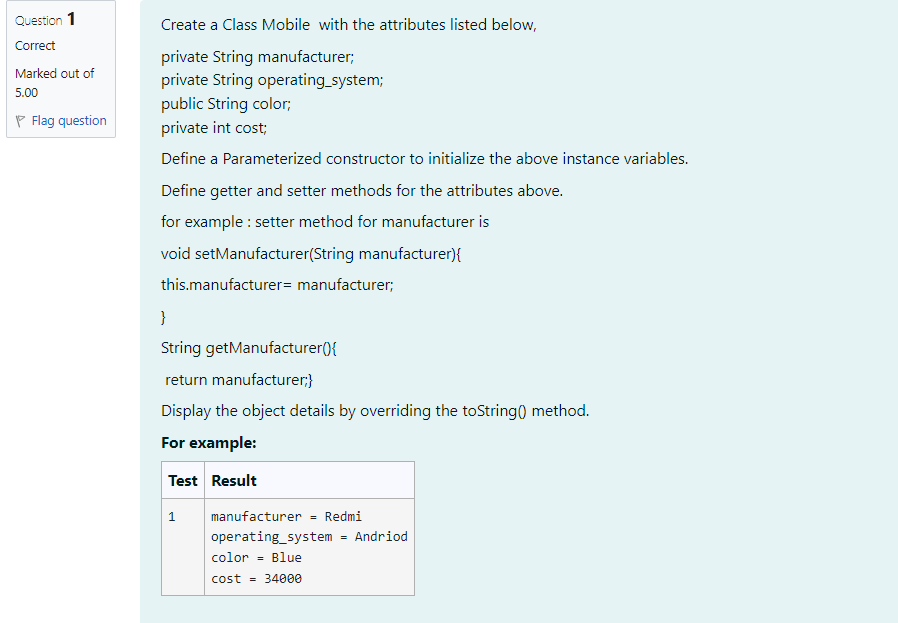 Question 1
Correct
Marked out of
5.00
Flag question
Create a Class Mobile with the attributes listed below,
private String manufacturer;
private String operating_system;
public String color;
private int cost;
Define a Parameterized constructor to initialize the above instance variables.
Define getter and setter methods for the attributes above.
for example : setter method for manufacturer is
void setManufacturer(String manufacturer){
this.manufacturer= manufacturer;
}
String getManufacturer(){
return manufacturer;}
Display the object details by overriding the toString() method.
For example:
Test Result
1 manufacturer = Redmi
operating_system = Andriod
color = Blue
cost = 34000